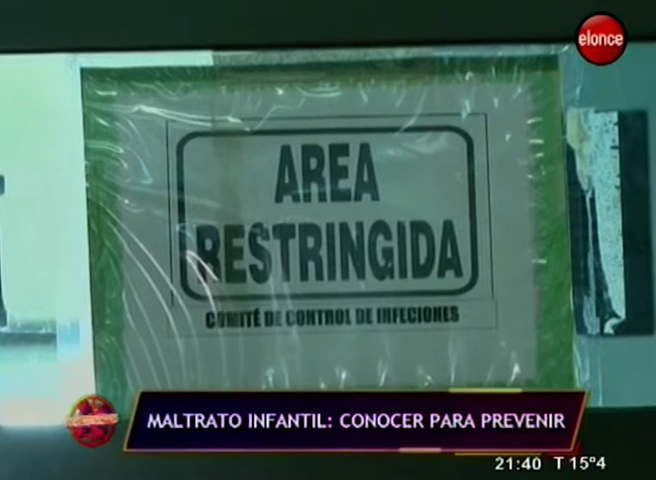 elonce
AREA
RESTRINGIDA
COMITÉ DE CONTROL DE INFECIONES
MALTRATO INFANTIL: CONOCER PARA PREVENIR
21:40 T 15°4